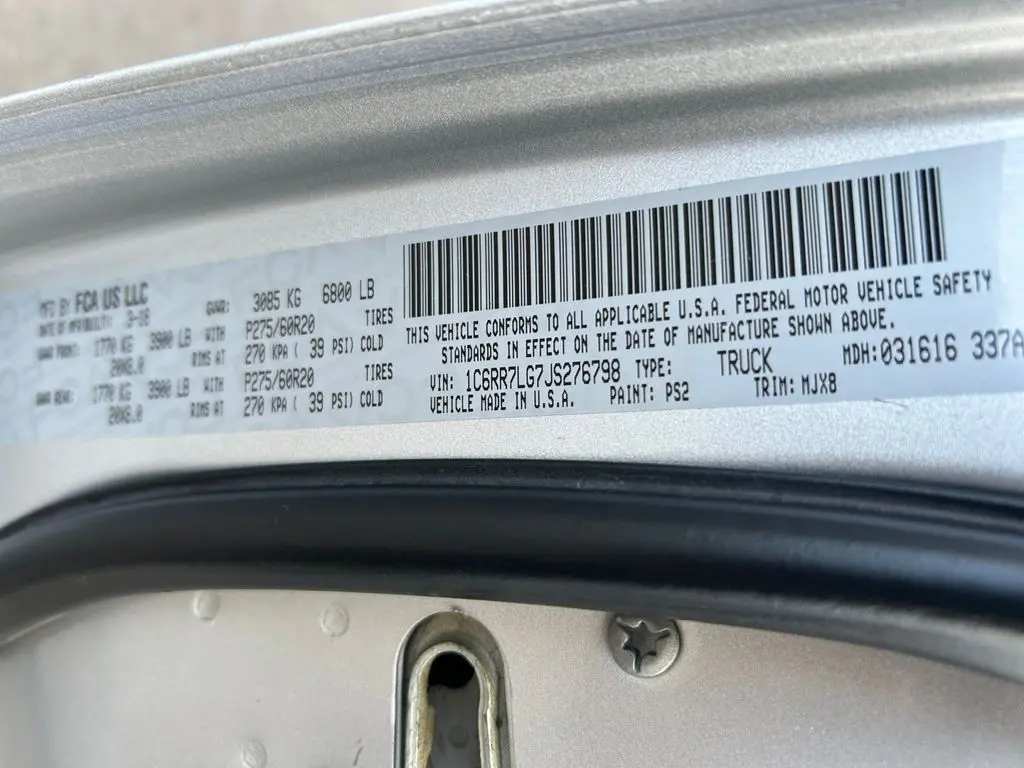 MFD BY FCA US LLC GVWR: 3085 KG 6800 LB
DATE OF MFR 3-18 TIRES
GAWR FRONT: 1770 KG 3900 LB WITH P275/60R20
20X8.0 RIMS AT 270 KPA ( 39 PSI) COLD
GAWR REAR: 1770 KG 3900 LB WITH P275/60R20 TIRES
20X8.0 RIMS AT 270 KPA ( 39 PSI) COLD
THIS VEHICLE CONFORMS TO ALL APPLICABLE U.S.A. FEDERAL MOTOR VEHICLE SAFETY
STANDARDS IN EFFECT ON THE DATE OF MANUFACTURE SHOWN ABOVE.
VIN: 1C6RR7LG7JS276798 TYPE: TRUCK MDH:031616 337A
VEHICLE MADE IN U.S.A. PAINT: PS2 TRIM: MJX8